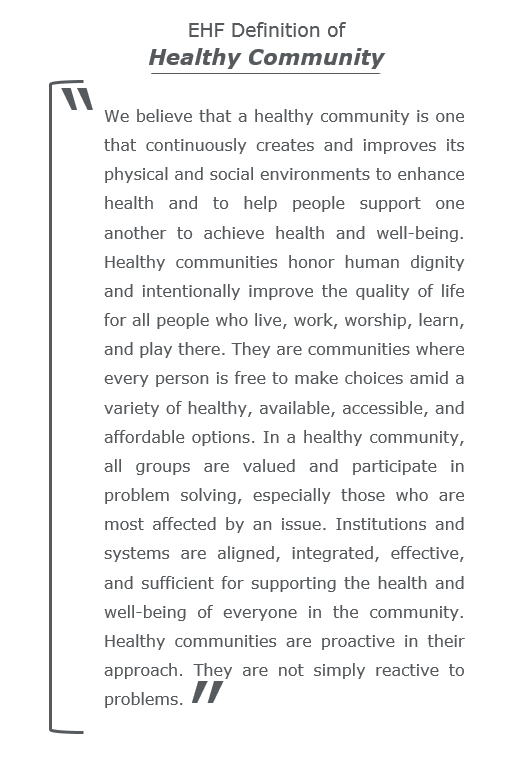 EHF Definition of
Healthy Community
"We believe that a healthy community is one
that continuously creates and improves its
physical and social environments to enhance
health and to help people support one
another to achieve health and well-being.
Healthy communities honor human dignity
and intentionally improve the quality of life
for all people who live, work, worship, learn,
and play there. They are communities where
every person is free to make choices amid a
variety of healthy, available, accessible, and
affordable options. In a healthy community,
all groups are valued and participate in
problem solving, especially those who are
most affected by an issue. Institutions and
systems are aligned, integrated, effective,
and sufficient for supporting the health and
well-being of everyone in the community.
Healthy communities are proactive in their
approach. They are not simply reactive to
problems."